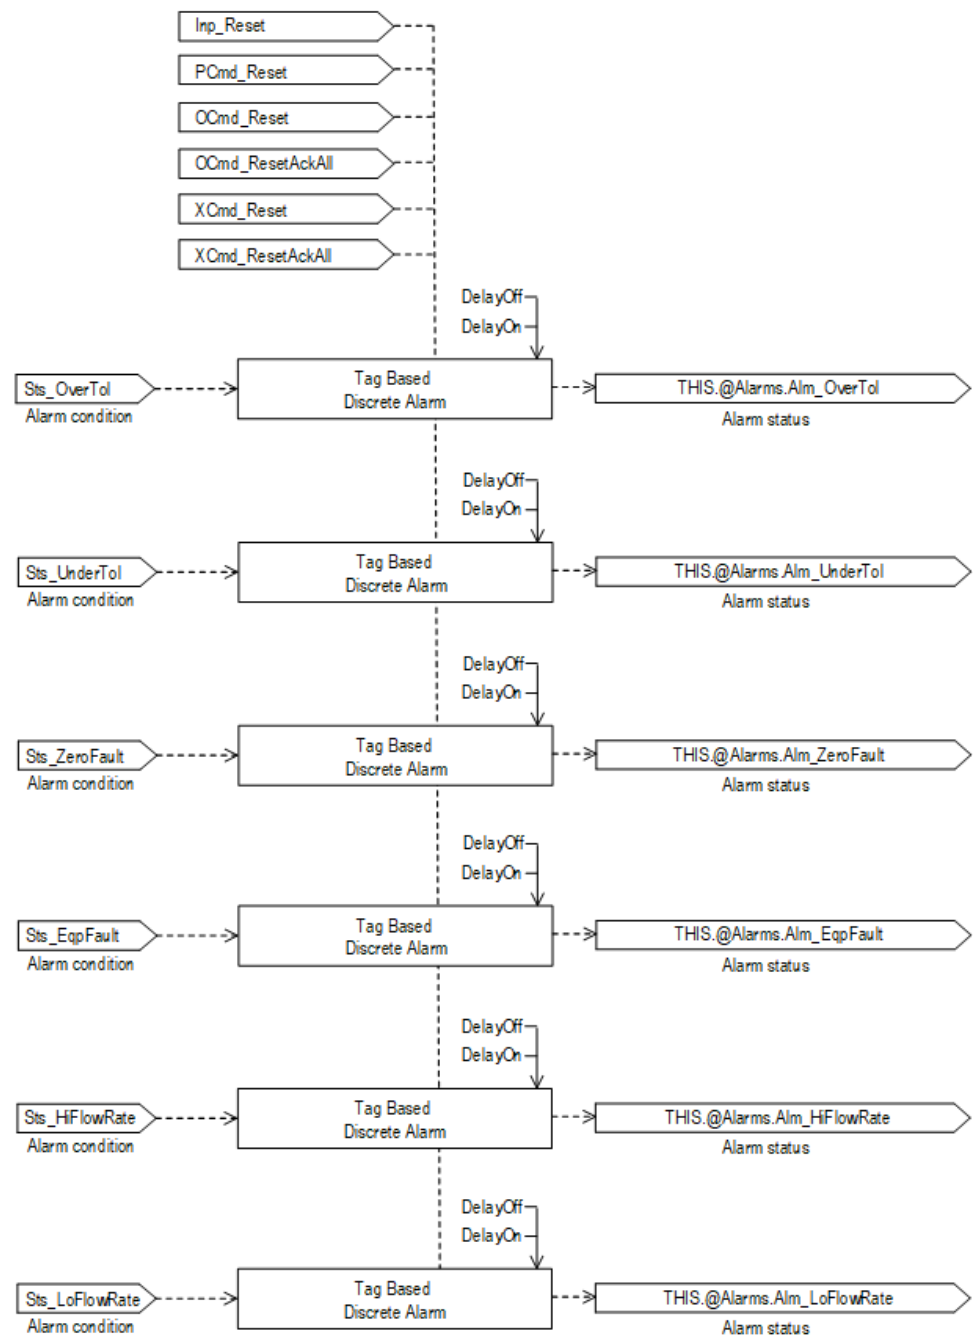 Inp_Reset
PCmd_Reset
OCmd_Reset
OCmd_ResetAckAll
XCmd_Reset
XCmd_ResetAckAll
DelayOff
DelayOn
Sts_OverTol
Alarm condition
Tag Based
Discrete Alarm
THIS.@Alarms.Alm_OverTol
Alarm status
DelayOff
DelayOn
Sts_UnderTol
Alarm condition
Tag Based
Discrete Alarm
THIS.@Alarms.Alm_UnderTol
Alarm status
DelayOff
DelayOn
Sts_ZeroFault
Alarm condition
Tag Based
Discrete Alarm
THIS.@Alarms.Alm_ZeroFault
Alarm status
DelayOff
DelayOn
Sts_EqpFault
Alarm condition
Tag Based
Discrete Alarm
THIS.@Alarms.Alm_EqpFault
Alarm status
DelayOff
DelayOn
Sts_HiFlowRate
Alarm condition
Tag Based
Discrete Alarm
THIS.@Alarms.Alm_HiFlowRate
Alarm status
DelayOff
DelayOn
Sts_LoFlowRate
Alarm condition
Tag Based
Discrete Alarm
THIS.@Alarms.Alm_LoFlowRate
Alarm status